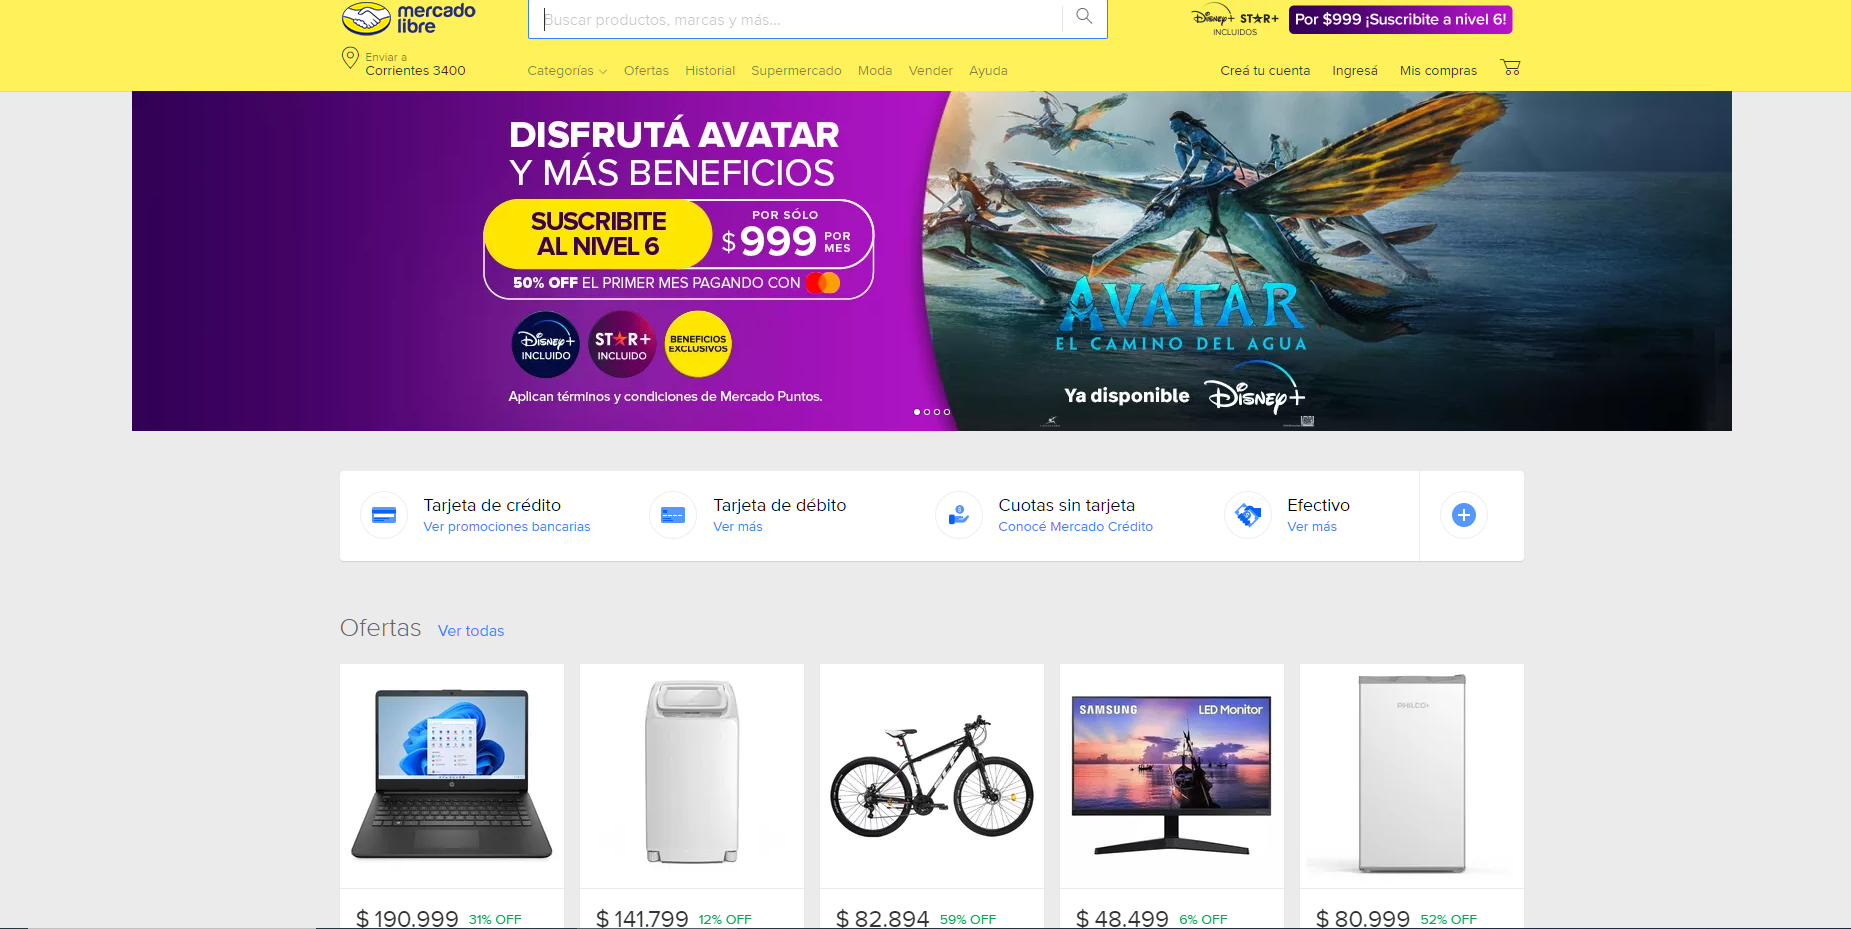 mercado
libre
Buscar productos, marcas y más...
Disney+ STAR+
INCLUIDOS
Por $999 ¡Suscribite a nivel 6!
Enviar a
Corrientes 3400
Categorías Ofertas Historial Supermercado Moda Vender Ayuda
Creá tu cuenta Ingresá Mis compras
DISFRUTÁ AVATAR
Y MÁS BENEFICIOS
SUSCRIBITE
AL NIVEL 6
POR SÓLO
$ 999 POR
MES
50% OFF EL PRIMER MES PAGANDO CON
Disney+
INCLUIDO
STAR+
INCLUIDO
BENEFICIOS
EXCLUSIVOS
Aplican términos y condiciones de Mercado Puntos.
AVATAR
EL CAMINO DEL AGUA
Ya disponible Disney+
Tarjeta de crédito
Ver promociones bancarias
Tarjeta de débito
Ver más
Cuotas sin tarjeta
Conocé Mercado Crédito
Efectivo
Ver más
Ofertas Ver todas
SAMSUNG LED Monitor
PHILCO
$ 190.999 31% OFF
$ 141.799 12% OFF
$ 82.894 59% OFF
$ 48.499 6% OFF
$ 80.999 52% OFF